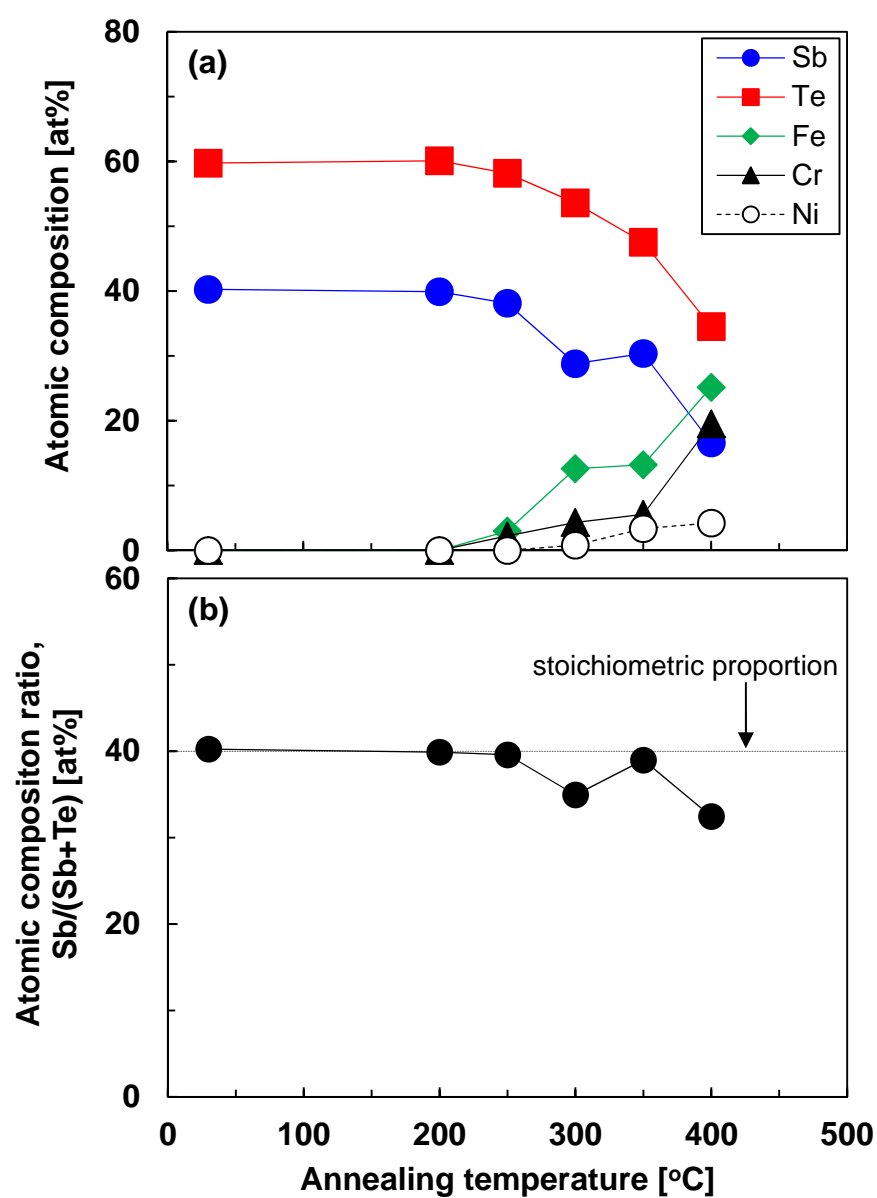 80
(a)
Sb
Te
Fe
Cr
Ni
60
40
20
0
Atomic composition [at%]
60
(b)
stoichiometric proportion
40
20
0
Atomic compositon ratio,
Sb/(Sb+Te) [at%]
0 100 200 300 400 500
Annealing temperature [°C]